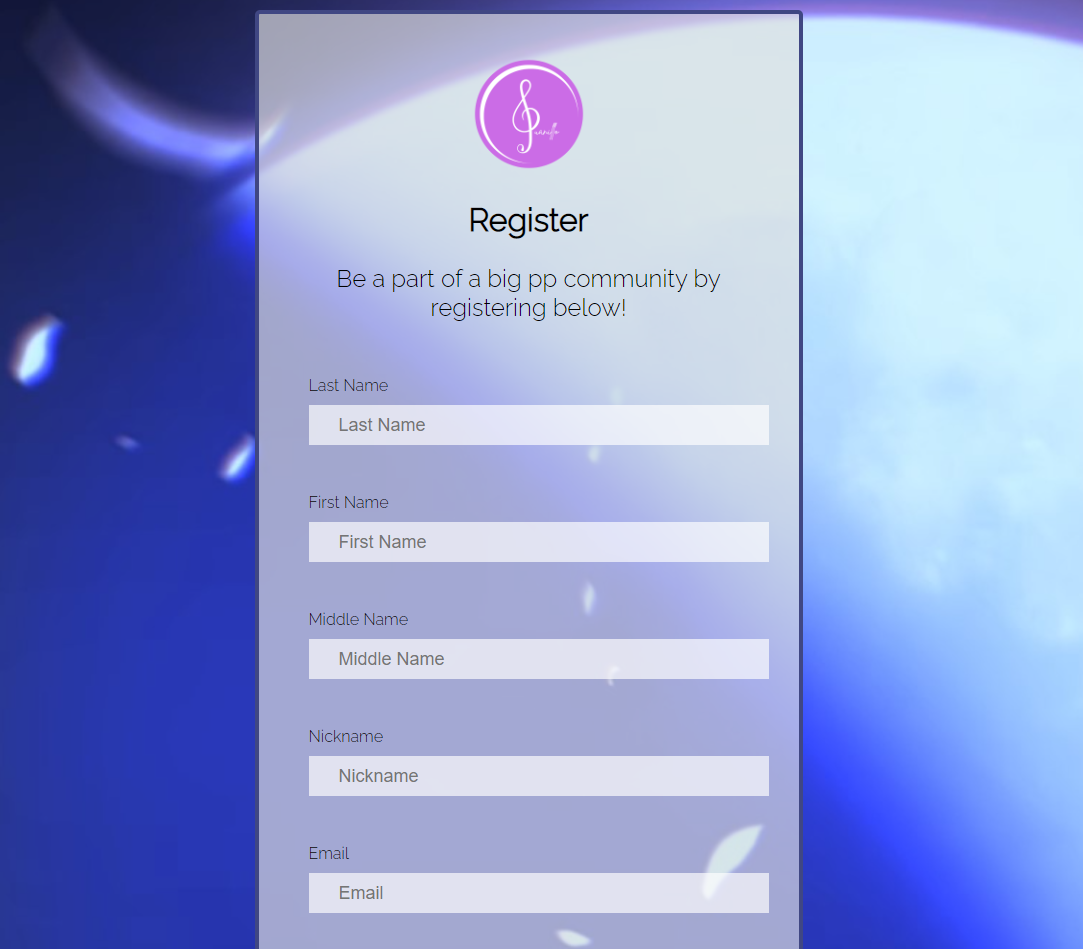 Register
Be a part of a big pp community by
registering below!
Last Name
Last Name
First Name
First Name
Middle Name
Middle Name
Nickname
Nickname
Email
Email